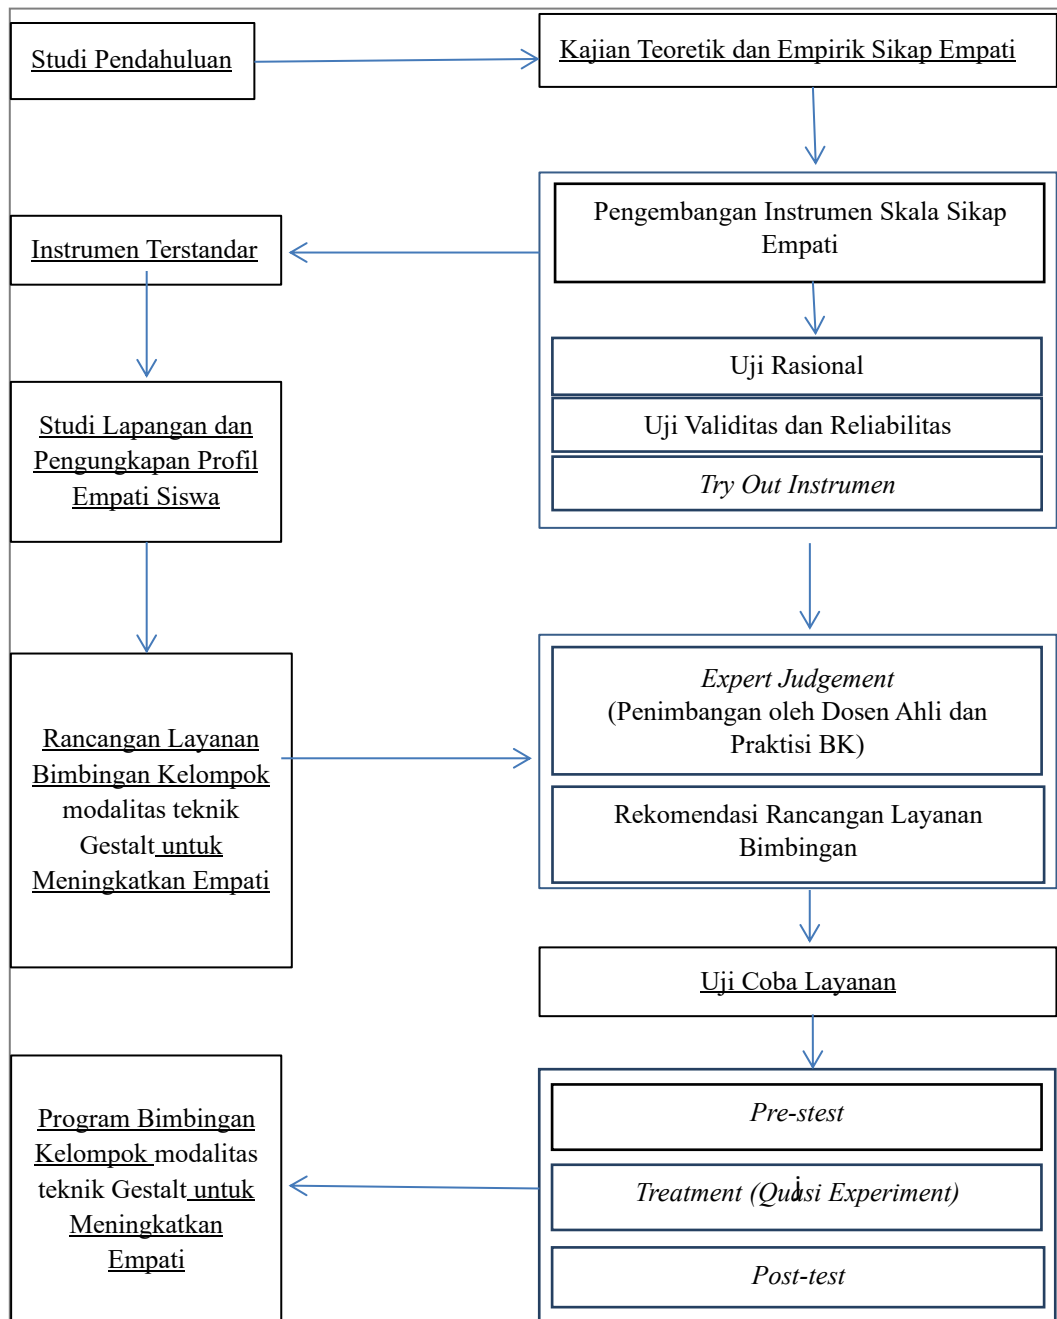 Studi Pendahuluan
Kajian Teoretik dan Empirik Sikap Empati
Pengembangan Instrumen Skala Sikap
Empati
Instrumen Terstandar
Uji Rasional
Uji Validitas dan Reliabilitas
Try Out Instrumen
Studi Lapangan dan
Pengungkapan Profil
Empati Siswa
Expert Judgement
(Penimbangan oleh Dosen Ahli dan
Praktisi BK)
Rekomendasi Rancangan Layanan
Bimbingan
Rancangan Layanan
Bimbingan Kelompok
modalitas teknik
Gestalt untuk
Meningkatkan Empati
Uji Coba Layanan
Pre-stest
Treatment (Quasi Experiment)
Post-test
Program Bimbingan
Kelompok modalitas
teknik Gestalt untuk
Meningkatkan
Empati